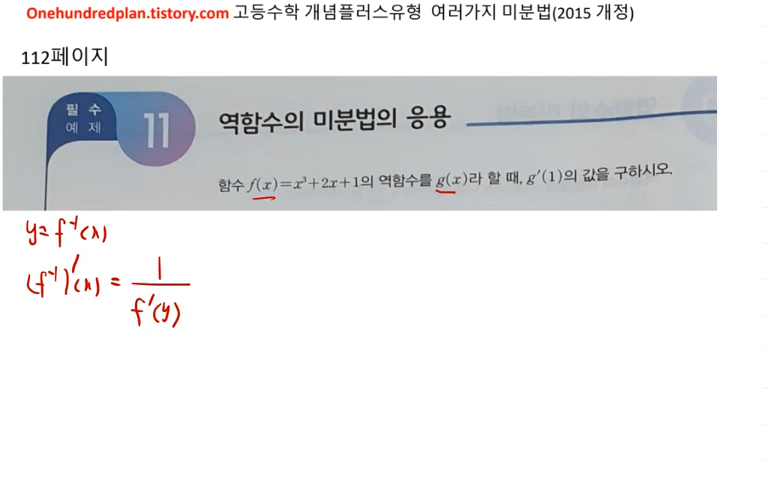 Onehundredplan.tistory.com 고등수학 개념플러스유형 여러가지 미분법(2015 개정)
112페이지
필수
예제
11
역함수의 미분법의 응용
함수 f(x)=x³+2x+1의 역함수를 g(x)라 할 때, g′(1)의 값을 구하시오.
y=f⁻¹(x)
(f⁻¹)′(x) = 1/f′(y)